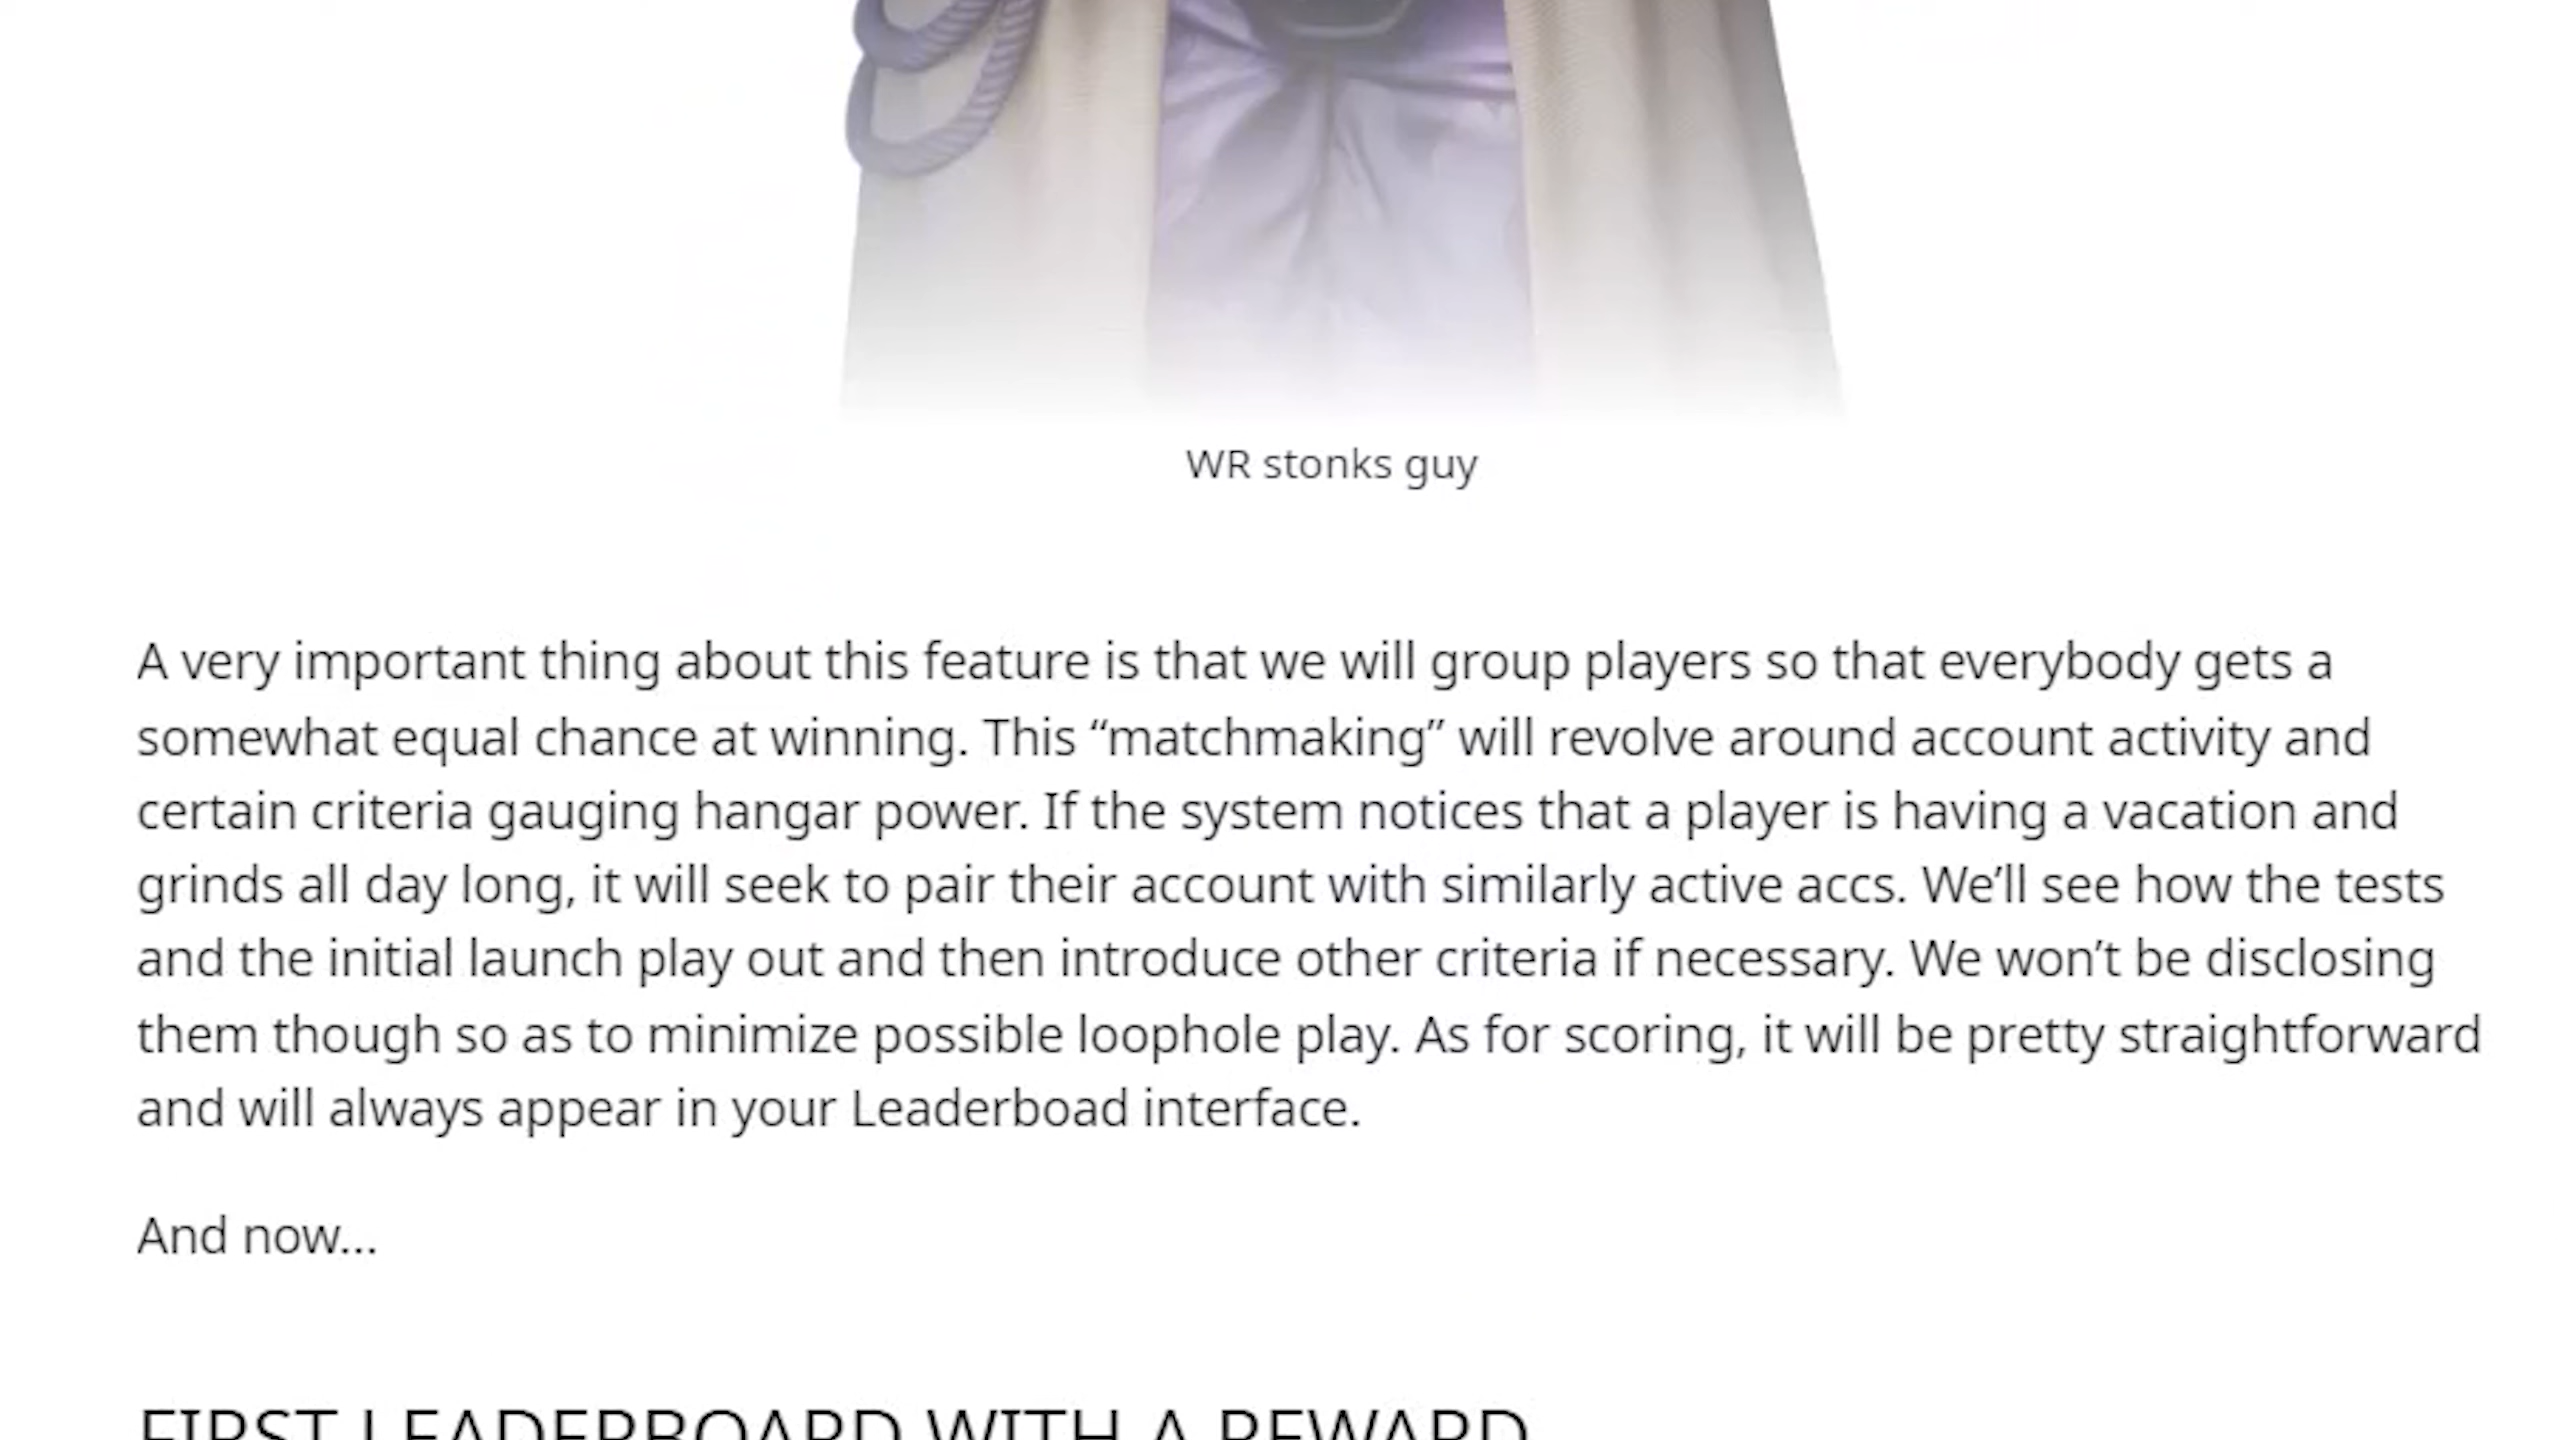 WR stonks guy
A very important thing about this feature is that we will group players so that everybody gets a
somewhat equal chance at winning. This “matchmaking” will revolve around account activity and
certain criteria gauging hangar power. If the system notices that a player is having a vacation and
grinds all day long, it will seek to pair their account with similarly active accs. We’ll see how the tests
and the initial launch play out and then introduce other criteria if necessary. We won’t be disclosing
them though so as to minimize possible loophole play. As for scoring, it will be pretty straightforward
and will always appear in your Leaderboad interface.
And now…
FIRST LEADERBOARD WITH A REWARD